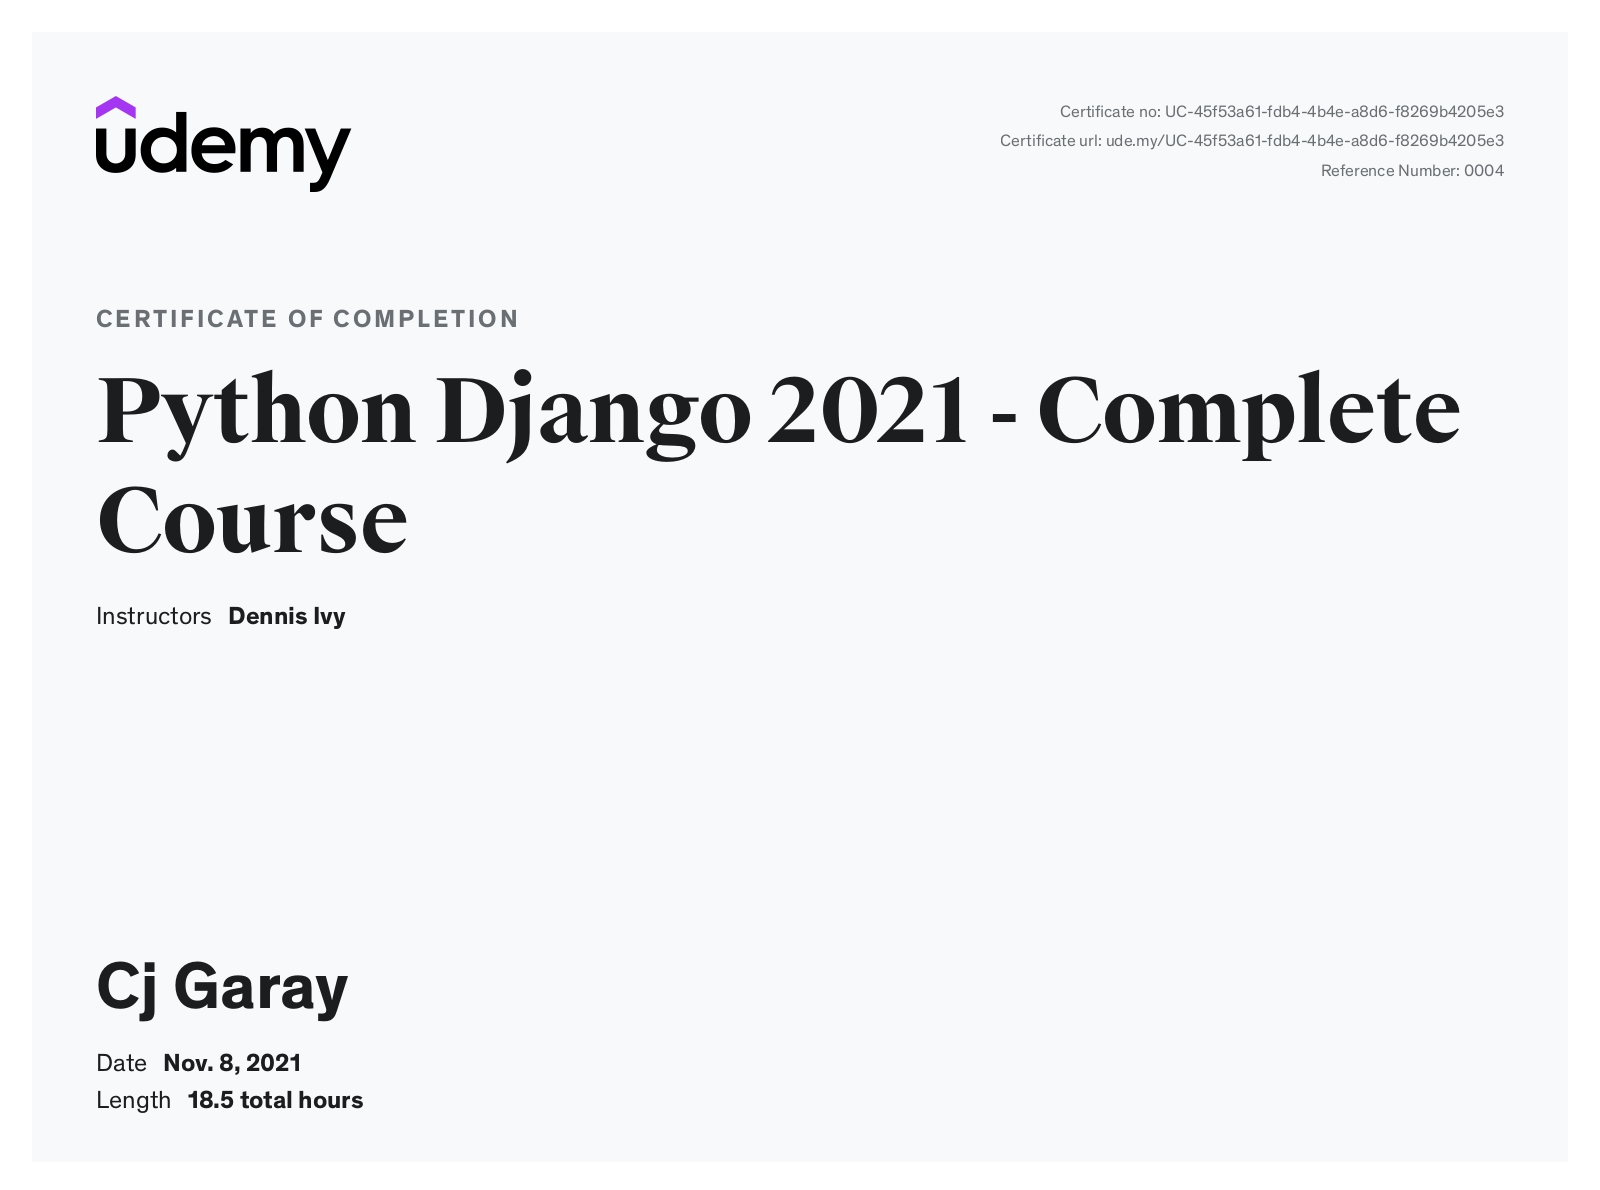 udemy
Certificate no: UC-45f53a61-fdb4-4b4e-a8d6-f8269b4205e3
Certificate url: ude.my/UC-45f53a61-fdb4-4b4e-a8d6-f8269b4205e3
Reference Number: 0004
CERTIFICATE OF COMPLETION
Python Django 2021 - Complete
Course
Instructors Dennis Ivy
Cj Garay
Date Nov. 8, 2021
Length 18.5 total hours